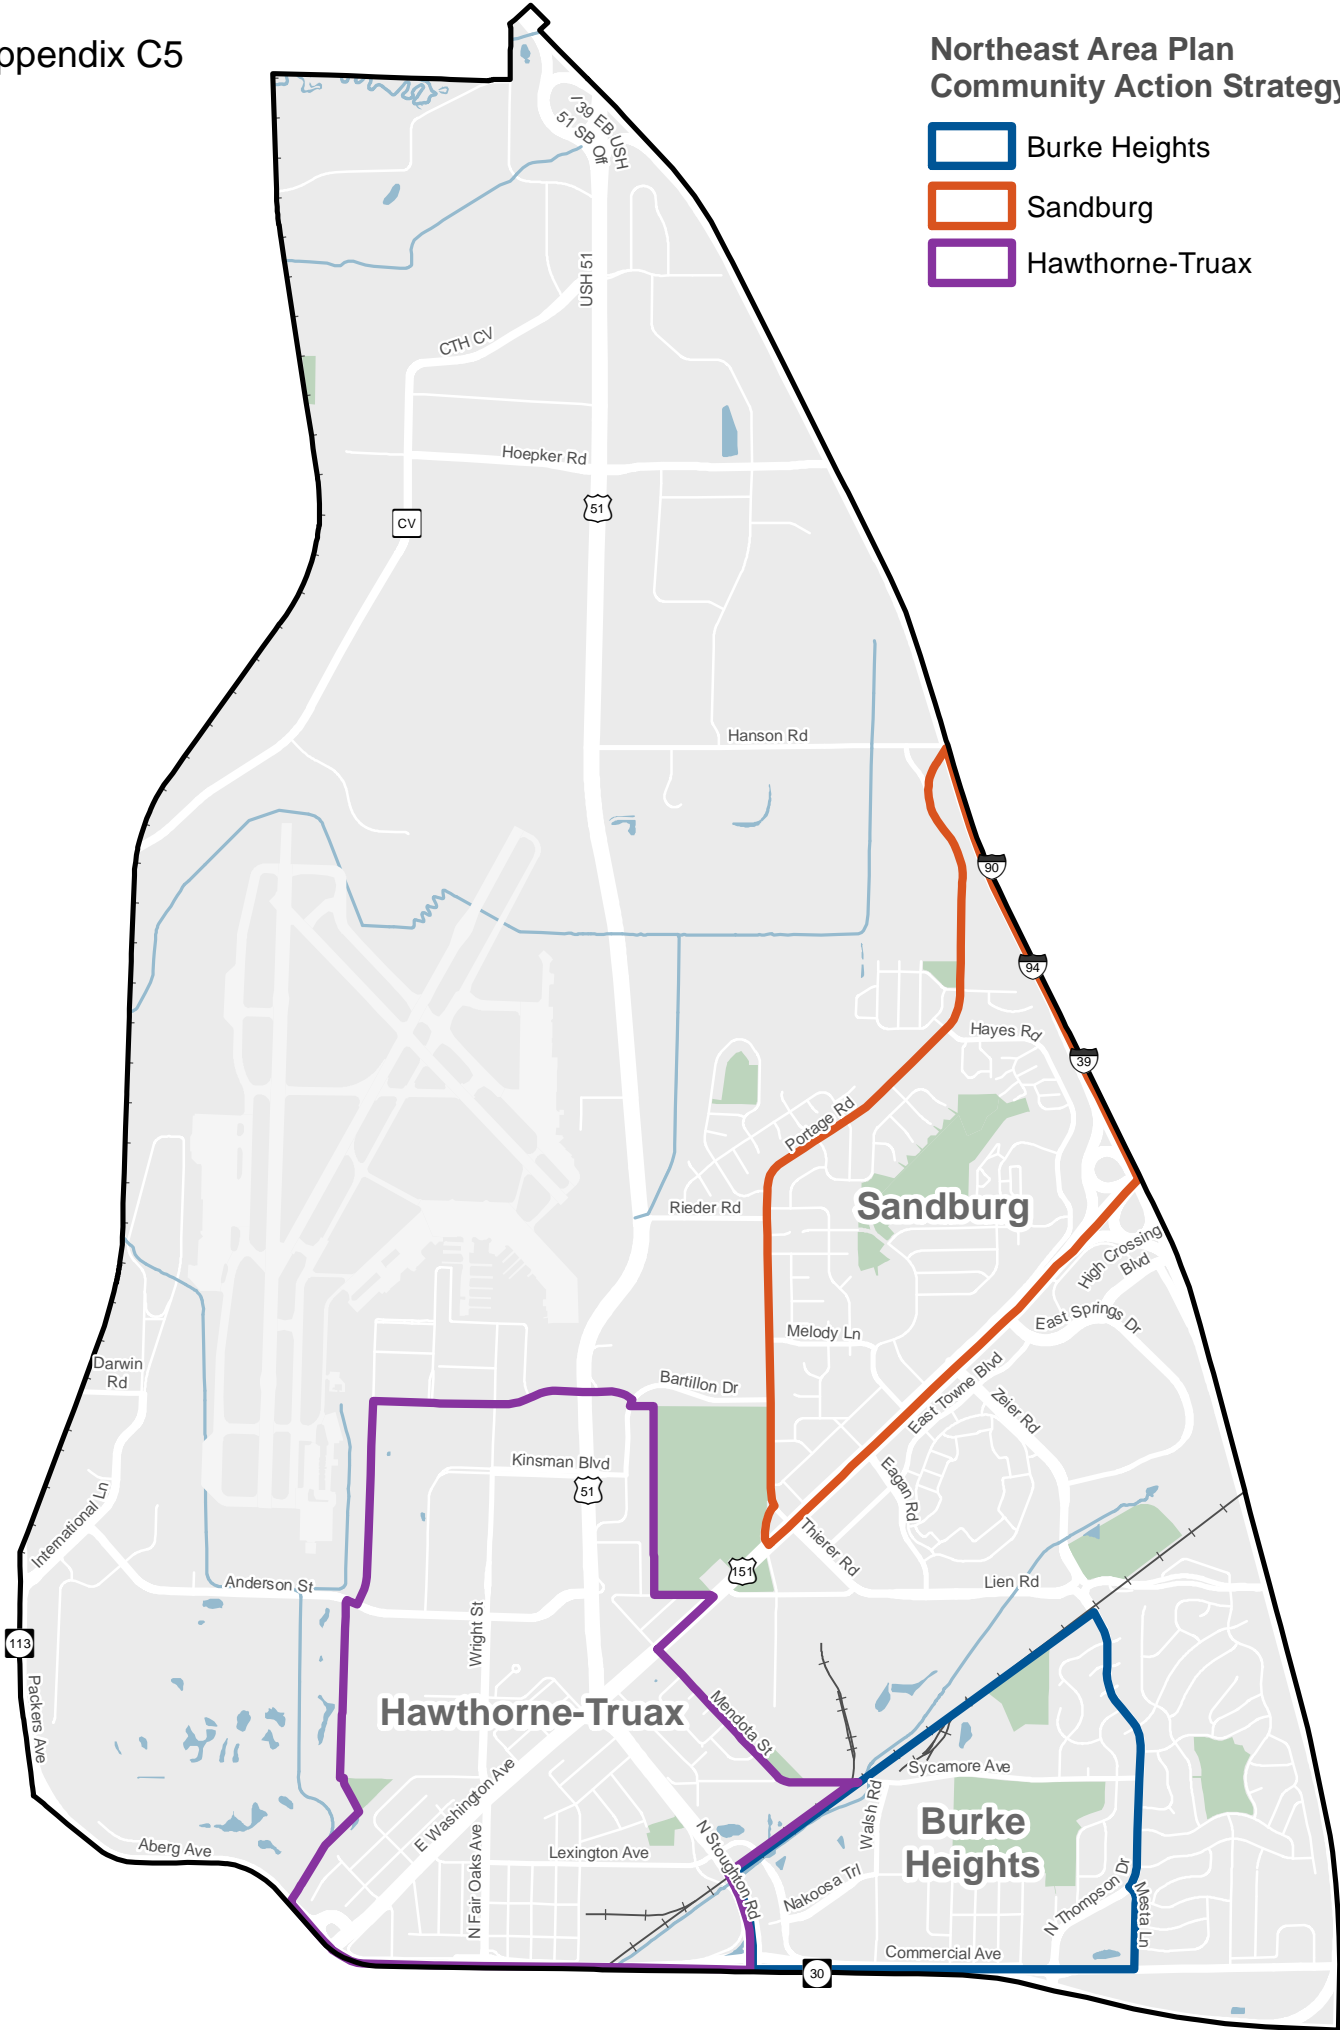 ppendix C5
Northeast Area Plan
Community Action Strategy
Burke Heights
Sandburg
Hawthorne-Truax
I 39 EB USH
51 SB Off
USH 51
CTH CV
Hoepker Rd
51
CV
Hanson Rd
90
94
Hayes Rd
39
Portage Rd
Rieder Rd
Sandburg
High Crossing
Blvd
East Springs Dr
Melody Ln
Darwin
Rd
Bartillon Dr
East Towne Blvd
Zeier Rd
Kinsman Blvd
51
Eagan Rd
International Ln
Thierer Rd
151
Anderson St
Lien Rd
Wright St
113
Packers Ave
Hawthorne-Truax
Mendota St
Sycamore Ave
E Washington Ave
Walsh Rd
Burke
Heights
Aberg Ave
N Fair Oaks Ave
Lexington Ave
N Stoughton Rd
Nakoosa Trl
N Thompson Dr
Mesta Ln
Commercial Ave
30